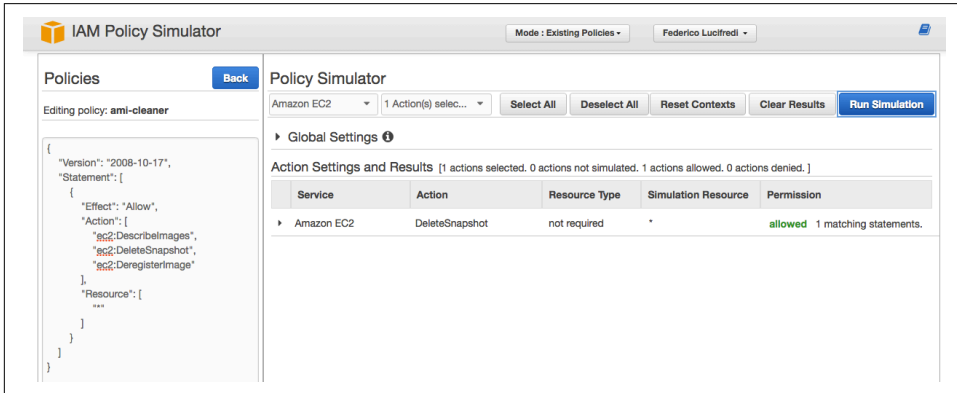 IAM Policy Simulator
Mode : Existing Policies
Federico Lucifredi
Policies
Back
Editing policy: ami-cleaner
{
"Version": "2008-10-17",
"Statement": [
{
"Effect": "Allow",
"Action": [
"ec2:DescribeImages",
"ec2:DeleteSnapshot",
"ec2:DeregisterImage"
],
"Resource": [
"*"
]
}
]
}
Policy Simulator
Amazon EC2
1 Action(s) selec...
Select All
Deselect All
Reset Contexts
Clear Results
Run Simulation
Global Settings
Action Settings and Results [1 actions selected. 0 actions not simulated. 1 actions allowed. 0 actions denied. ]
Service Action Resource Type Simulation Resource Permission
Amazon EC2 DeleteSnapshot not required * allowed 1 matching statements.